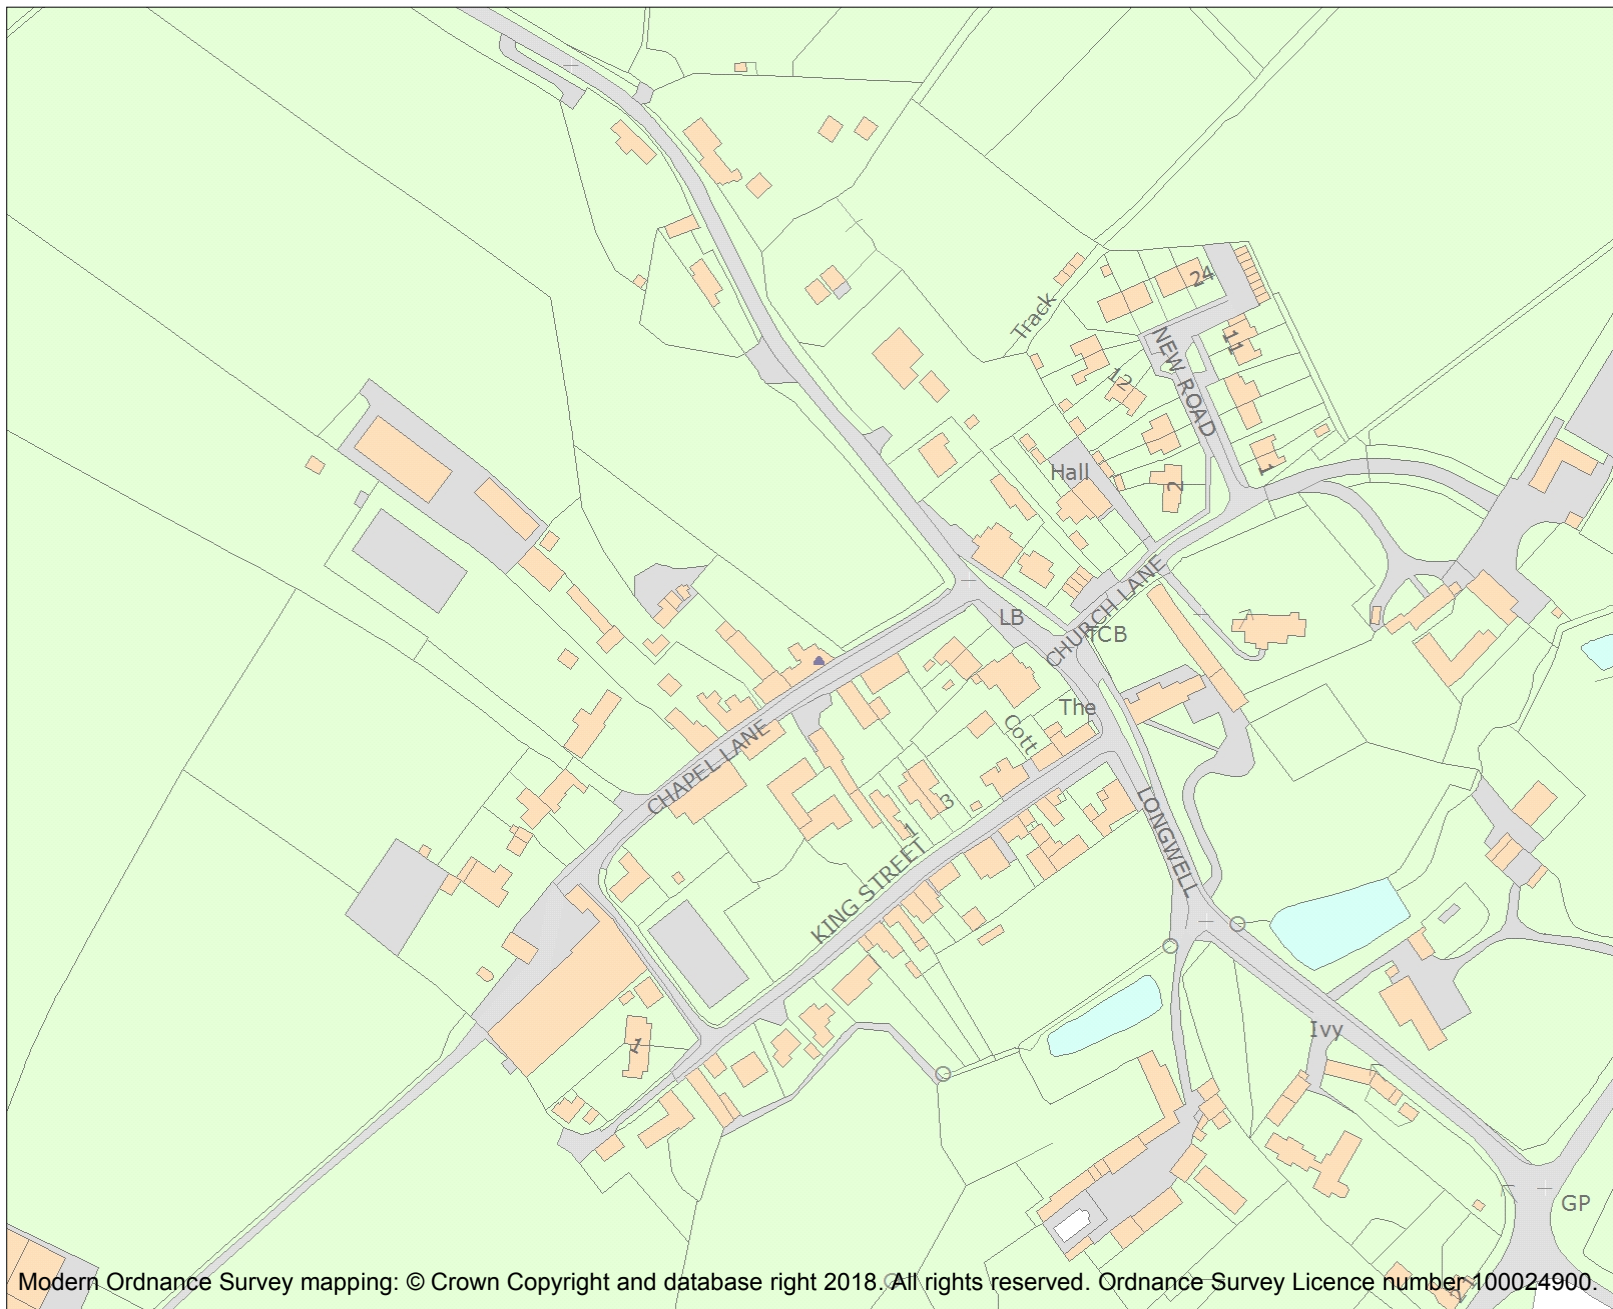 24
Track
11
NEW ROAD
12
1
Hall
2
LB
CHURCH LANE
TCB
The
Cott
CHAPEL LANE
3
1
LONGWELL
KING STREET
Ivy
1
GP
Modern Ordnance Survey mapping: © Crown Copyright and database right 2018. All rights reserved. Ordnance Survey Licence number 100024900.